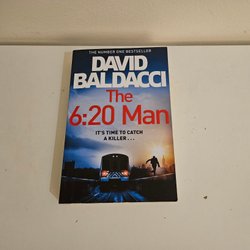 THE NUMBER ONE BESTSELLER
DAVID
BALDACCI
The
6:20 Man
IT'S TIME TO CATCH
A KILLER...